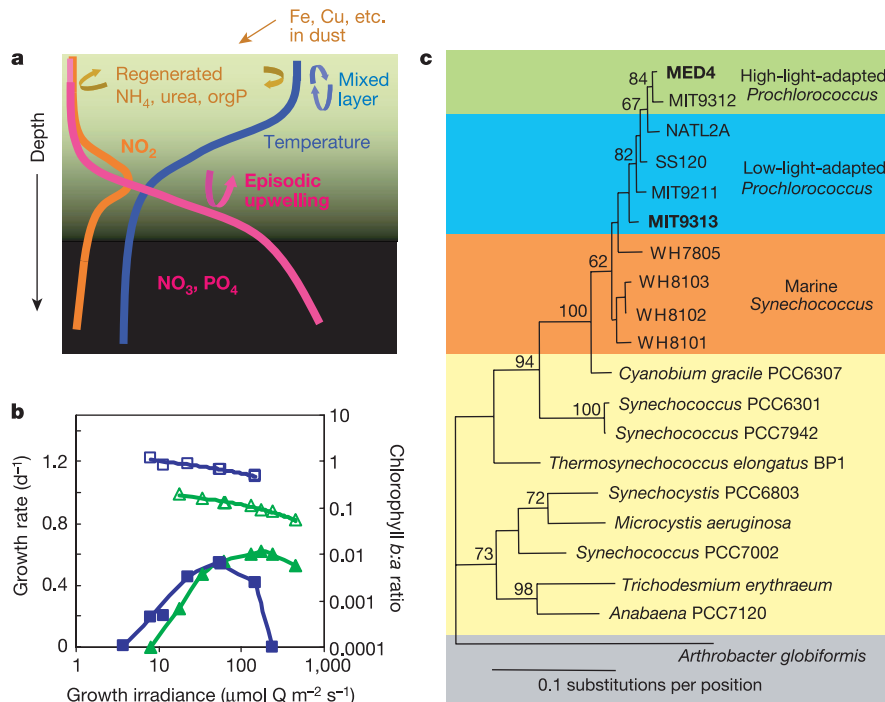 Fe, Cu, etc.
in dust
a
Regenerated
NH4, urea, orgP
Mixed
layer
NO2
Temperature
Depth
Episodic
upwelling
NO3, PO4
b
1.2
0.8
0.4
0
Growth rate (d–1)
10
1
0.1
0.01
0.001
0.0001
Chlorophyll b:a ratio
1
10
100
1,000
Growth irradiance (μmol Q m–2 s–1)
c
84
MED4
High-light-adapted
Prochlorococcus
67
MIT9312
NATL2A
82
SS120
Low-light-adapted
Prochlorococcus
MIT9211
MIT9313
62
WH7805
WH8103
Marine
Synechococcus
100
WH8102
WH8101
94
Cyanobium gracile PCC6307
100
Synechococcus PCC6301
Synechococcus PCC7942
Thermosynechococcus elongatus BP1
72
Synechocystis PCC6803
Microcystis aeruginosa
73
Synechococcus PCC7002
98
Trichodesmium erythraeum
Anabaena PCC7120
Arthrobacter globiformis
0.1 substitutions per position